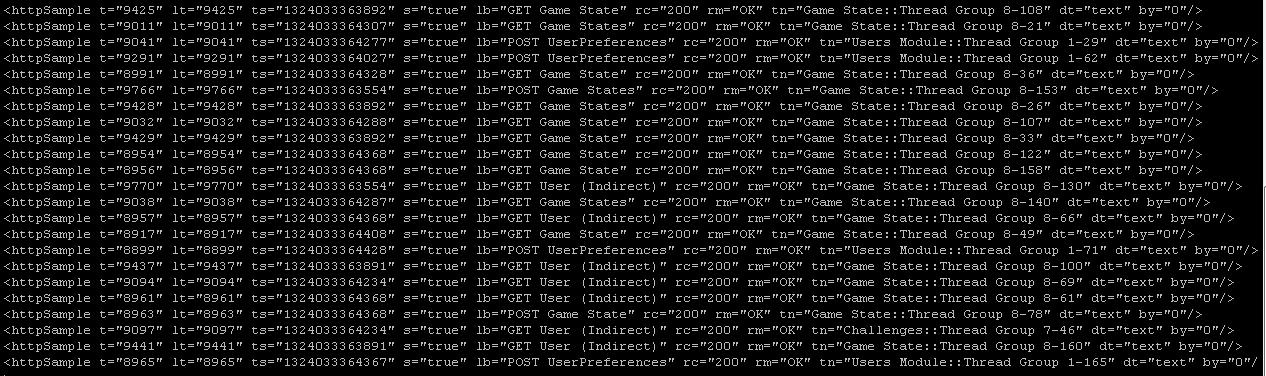 <httpSample t="9425" lt="9425" ts="1324033363892" s="true" lb="GET Game State" rc="200" rm="OK" tn="Game State::Thread Group 8-108" dt="text" by="0"/>
<httpSample t="9011" lt="9011" ts="1324033364307" s="true" lb="GET Game States" rc="200" rm="OK" tn="Game State::Thread Group 8-21" dt="text" by="0"/>
<httpSample t="9041" lt="9041" ts="1324033364277" s="true" lb="POST UserPreferences" rc="200" rm="OK" tn="Users Module::Thread Group 1-29" dt="text" by="0"/>
<httpSample t="9291" lt="9291" ts="1324033364027" s="true" lb="POST UserPreferences" rc="200" rm="OK" tn="Users Module::Thread Group 1-62" dt="text" by="0"/>
<httpSample t="8991" lt="8991" ts="1324033364328" s="true" lb="GET Game State" rc="200" rm="OK" tn="Game State::Thread Group 8-36" dt="text" by="0"/>
<httpSample t="9766" lt="9766" ts="1324033363554" s="true" lb="POST Game States" rc="200" rm="OK" tn="Game State::Thread Group 8-153" dt="text" by="0"/>
<httpSample t="9428" lt="9428" ts="1324033363892" s="true" lb="GET Game States" rc="200" rm="OK" tn="Game State::Thread Group 8-26" dt="text" by="0"/>
<httpSample t="9032" lt="9032" ts="1324033364288" s="true" lb="GET Game State" rc="200" rm="OK" tn="Game State::Thread Group 8-107" dt="text" by="0"/>
<httpSample t="9429" lt="9429" ts="1324033363892" s="true" lb="GET Game State" rc="200" rm="OK" tn="Game State::Thread Group 8-33" dt="text" by="0"/>
<httpSample t="8954" lt="8954" ts="1324033364368" s="true" lb="GET Game State" rc="200" rm="OK" tn="Game State::Thread Group 8-122" dt="text" by="0"/>
<httpSample t="8956" lt="8956" ts="1324033364368" s="true" lb="GET Game State" rc="200" rm="OK" tn="Game State::Thread Group 8-158" dt="text" by="0"/>
<httpSample t="9770" lt="9770" ts="1324033363554" s="true" lb="GET User (Indirect)" rc="200" rm="OK" tn="Game State::Thread Group 8-130" dt="text" by="0"/>
<httpSample t="9038" lt="9038" ts="1324033364287" s="true" lb="GET Game States" rc="200" rm="OK" tn="Game State::Thread Group 8-140" dt="text" by="0"/>
<httpSample t="8957" lt="8957" ts="1324033364368" s="true" lb="GET User (Indirect)" rc="200" rm="OK" tn="Game State::Thread Group 8-66" dt="text" by="0"/>
<httpSample t="8917" lt="8917" ts="1324033364408" s="true" lb="GET User (Indirect)" rc="200" rm="OK" tn="Game State::Thread Group 8-49" dt="text" by="0"/>
<httpSample t="8899" lt="8899" ts="1324033364428" s="true" lb="POST UserPreferences" rc="200" rm="OK" tn="Users Module::Thread Group 1-71" dt="text" by="0"/>
<httpSample t="9437" lt="9437" ts="1324033363891" s="true" lb="GET User (Indirect)" rc="200" rm="OK" tn="Game State::Thread Group 8-100" dt="text" by="0"/>
<httpSample t="9094" lt="9094" ts="1324033364234" s="true" lb="GET User (Indirect)" rc="200" rm="OK" tn="Game State::Thread Group 8-69" dt="text" by="0"/>
<httpSample t="8961" lt="8961" ts="1324033364368" s="true" lb="GET User (Indirect)" rc="200" rm="OK" tn="Game State::Thread Group 8-61" dt="text" by="0"/>
<httpSample t="8963" lt="8963" ts="1324033364368" s="true" lb="POST Game State" rc="200" rm="OK" tn="Game State::Thread Group 8-78" dt="text" by="0"/>
<httpSample t="9097" lt="9097" ts="1324033364234" s="true" lb="GET User (Indirect)" rc="200" rm="OK" tn="Challenges::Thread Group 7-46" dt="text" by="0"/>
<httpSample t="9441" lt="9441" ts="1324033363891" s="true" lb="GET User (Indirect)" rc="200" rm="OK" tn="Game State::Thread Group 8-160" dt="text" by="0"/>
<httpSample t="8965" lt="8965" ts="1324033364367" s="true" lb="POST UserPreferences" rc="200" rm="OK" tn="Users Module::Thread Group 1-165" dt="text" by="0"/